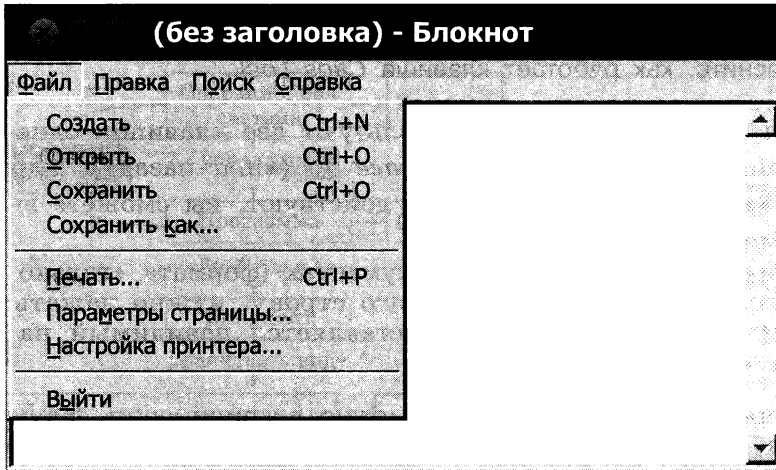 (без заголовка) - Блокнот
Файл Правка Поиск Справка
Создать Ctrl+N
Открыть Ctrl+O
Сохранить Ctrl+O
Сохранить как...
Печать... Ctrl+P
Параметры страницы...
Настройка принтера...
Выйти